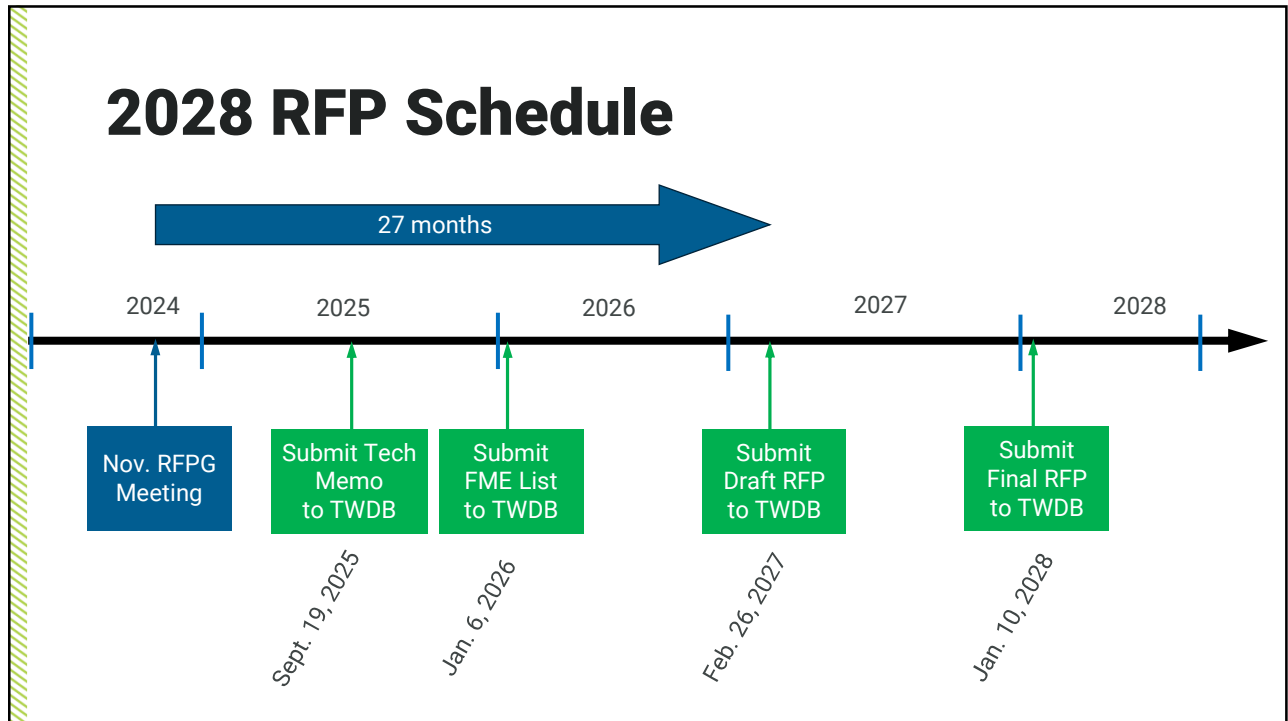 2028 RFP Schedule
27 months
2024
2025
2026
2027
2028
Nov. RFPG
Meeting
Submit Tech
Memo
to TWDB
Submit
FME List
to TWDB
Submit
Draft RFP
to TWDB
Submit
Final RFP
to TWDB
Sept. 19, 2025
Jan. 6, 2026
Feb. 26, 2027
Jan. 10, 2028